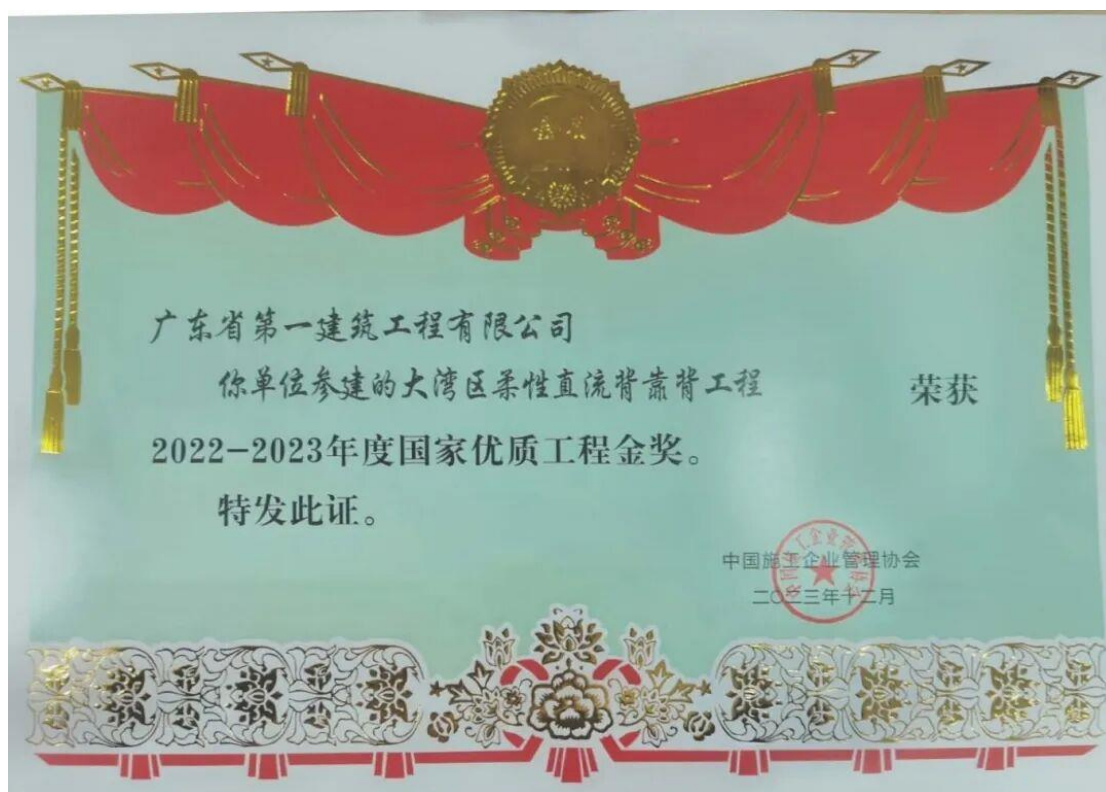 广东省第一建筑工程有限公司
你单位参建的大湾区柔性直流背靠背工程 荣获
2022-2023年度国家优质工程金奖。
特发此证。
中国施工企业管理协会
二〇二三年十二月